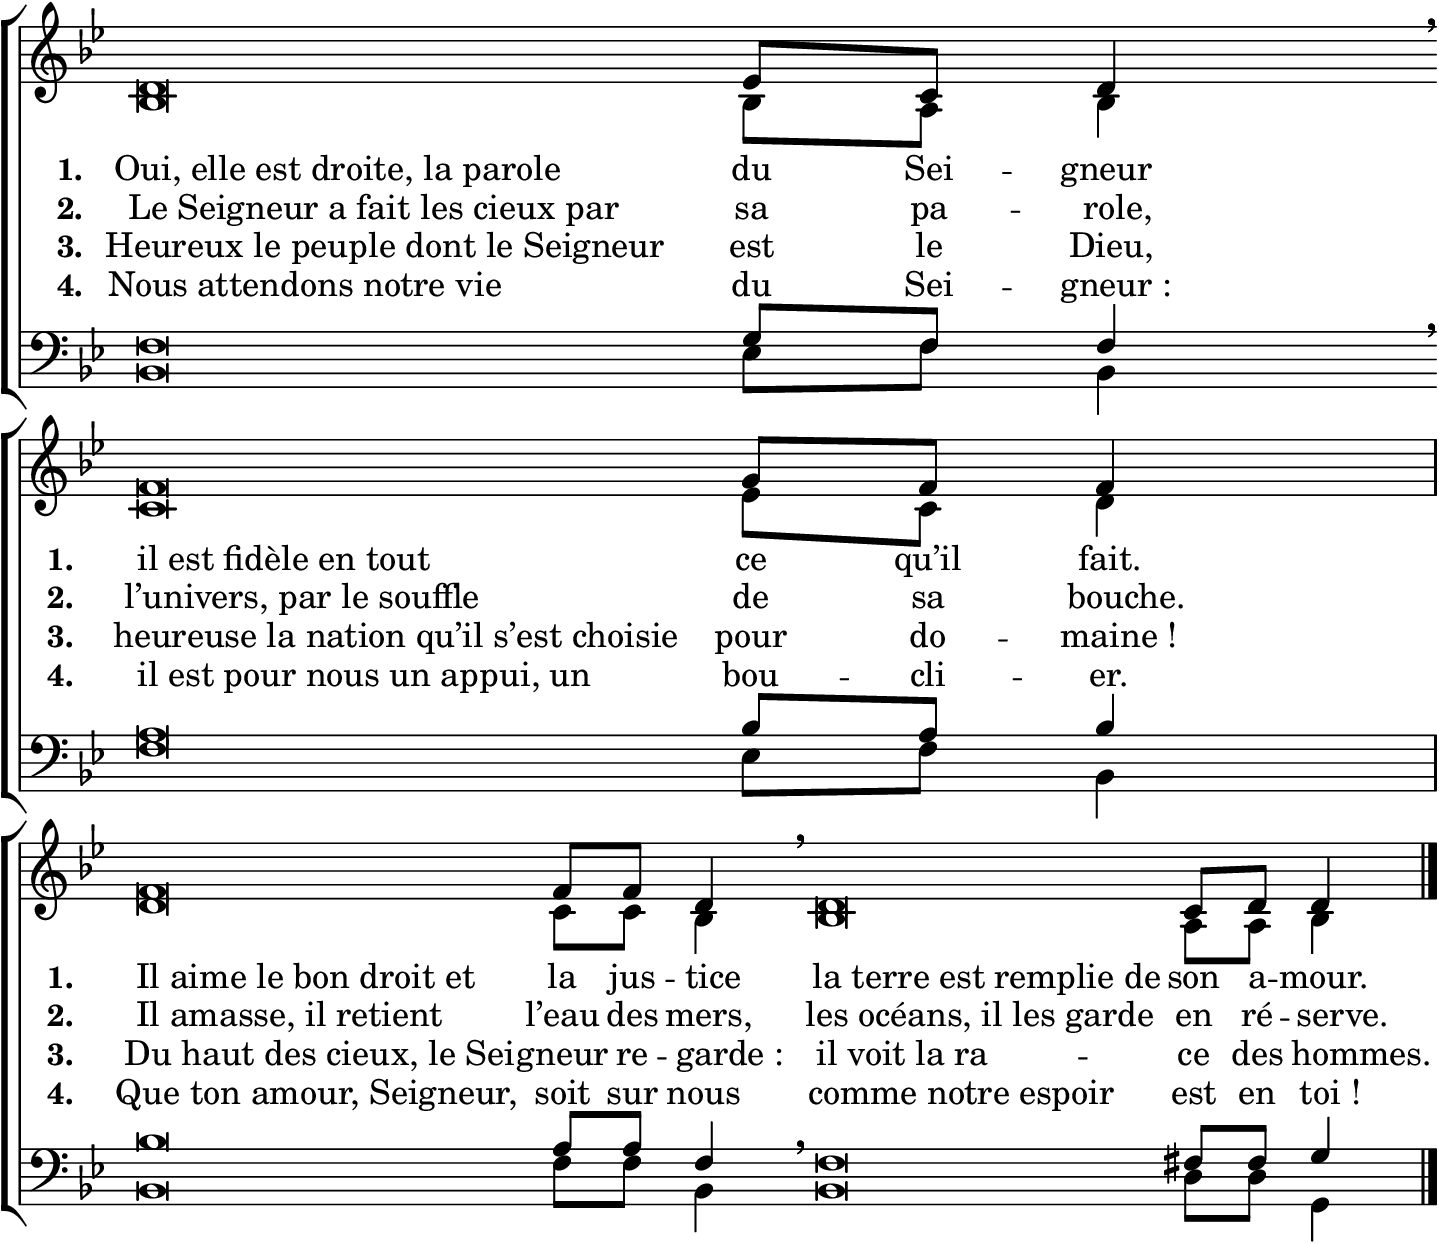 1. Oui, elle est droite, la parole du Sei - gneur
2. Le Seigneur a fait les cieux par sa pa - role,
3. Heureux le peuple dont le Seigneur est le Dieu,
4. Nous attendons notre vie du Sei - gneur :
1. il est fidèle en tout ce qu’il fait.
2. l’univers, par le souffle de sa bouche.
3. heureuse la nation qu’il s’est choisie pour do - maine !
4. il est pour nous un appui, un bou - cli - er.
1. Il aime le bon droit et la jus - tice la terre est remplie de son a - mour.
2. Il amasse, il retient l’eau des mers, les océans, il les garde en ré - serve.
3. Du haut des cieux, le Seigneur re - garde : il voit la ra - ce des hommes.
4. Que ton amour, Seigneur, soit sur nous comme notre espoir est en toi !